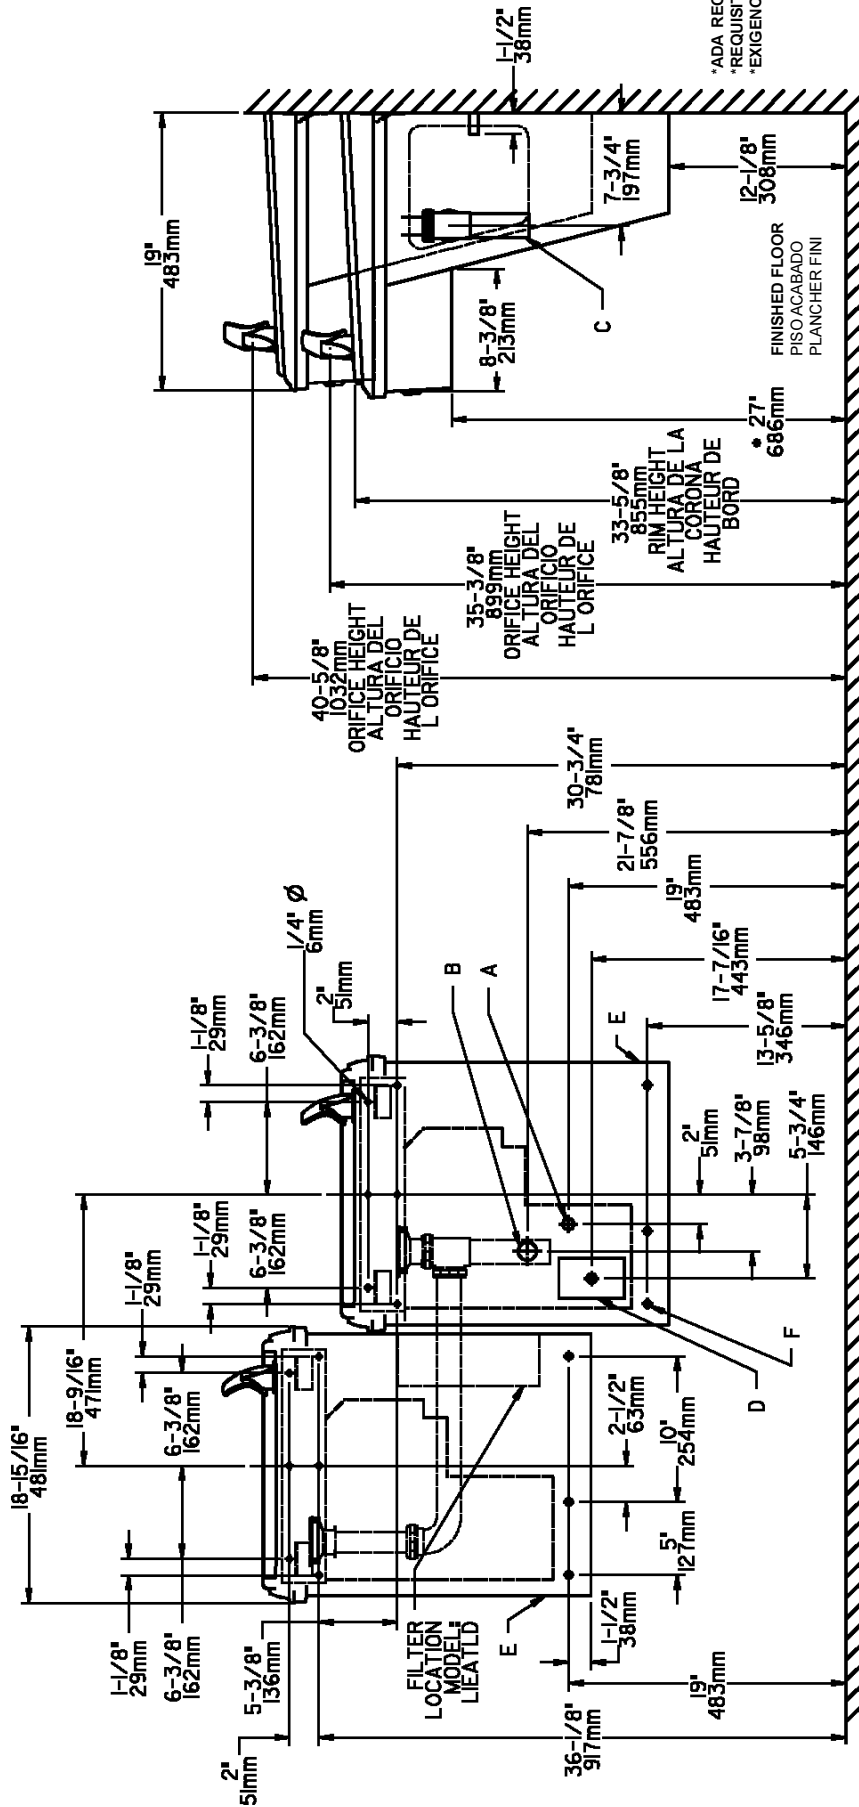 18-15/16"
481mm
18-9/16"
471mm
1-1/8"
29mm
6-3/8"
162mm
1-1/8"
29mm
6-3/8"
162mm
1-1/8"
29mm
6-3/8"
162mm
1-1/8"
29mm
6-3/8"
162mm
2"
51mm
5-3/8"
136mm
36-1/8"
917mm
19"
483mm
1-1/2"
38mm
FILTER
LOCATION
MODEL:
LIEATLD
E
5"
127mm
10"
254mm
2-1/2"
63mm
D
F
1/4" Ø
6mm
2"
51mm
B
A
E
2"
51mm
3-7/8"
98mm
5-3/4"
146mm
13-5/8"
346mm
17-7/16"
443mm
19"
483mm
21-7/8"
556mm
30-3/4"
781mm
40-5/8"
1032mm
ORIFICE HEIGHT
ALTURA DEL
ORIFICIO
HAUTEUR DE
L ORIFICE
35-3/8"
899mm
ORIFICE HEIGHT
ALTURA DEL
ORIFICIO
HAUTEUR DE
L ORIFICE
33-5/8"
855mm
RIM HEIGHT
ALTURA DE LA
CORONA
HAUTEUR DE
BORD
* 27"
686mm
19"
483mm
8-3/8"
213mm
C
1-1/2"
38mm
7-3/4"
197mm
12-1/8"
308mm
FINISHED FLOOR
PISO ACABADO
PLANCHER FINI
*ADA REQ
*REQUISIT
*EXIGENC